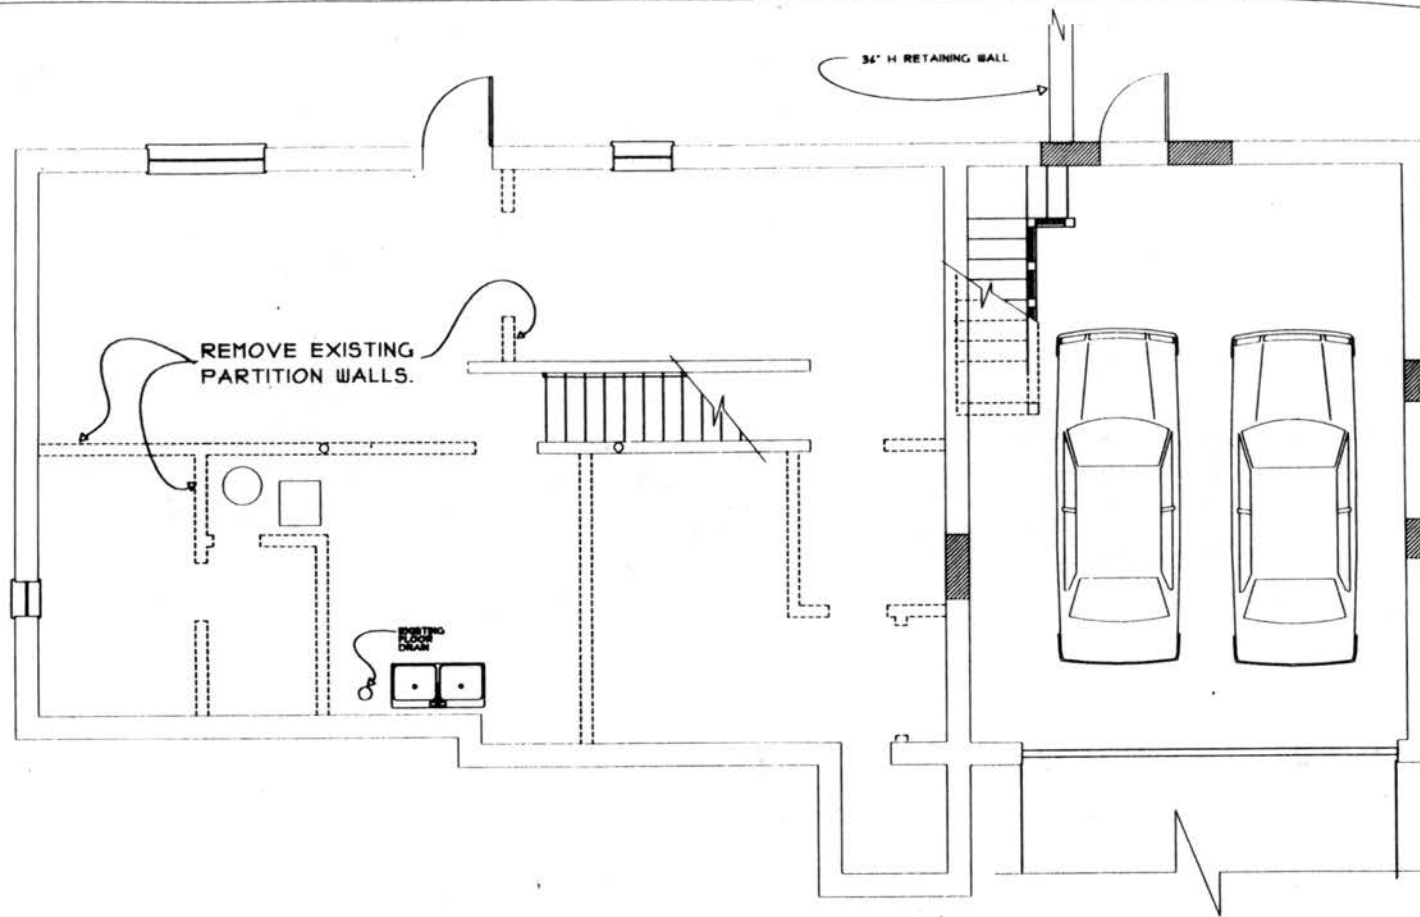 36" H RETAINING WALL
REMOVE EXISTING
PARTITION WALLS.
EXISTING
FLOOR
DRAIN